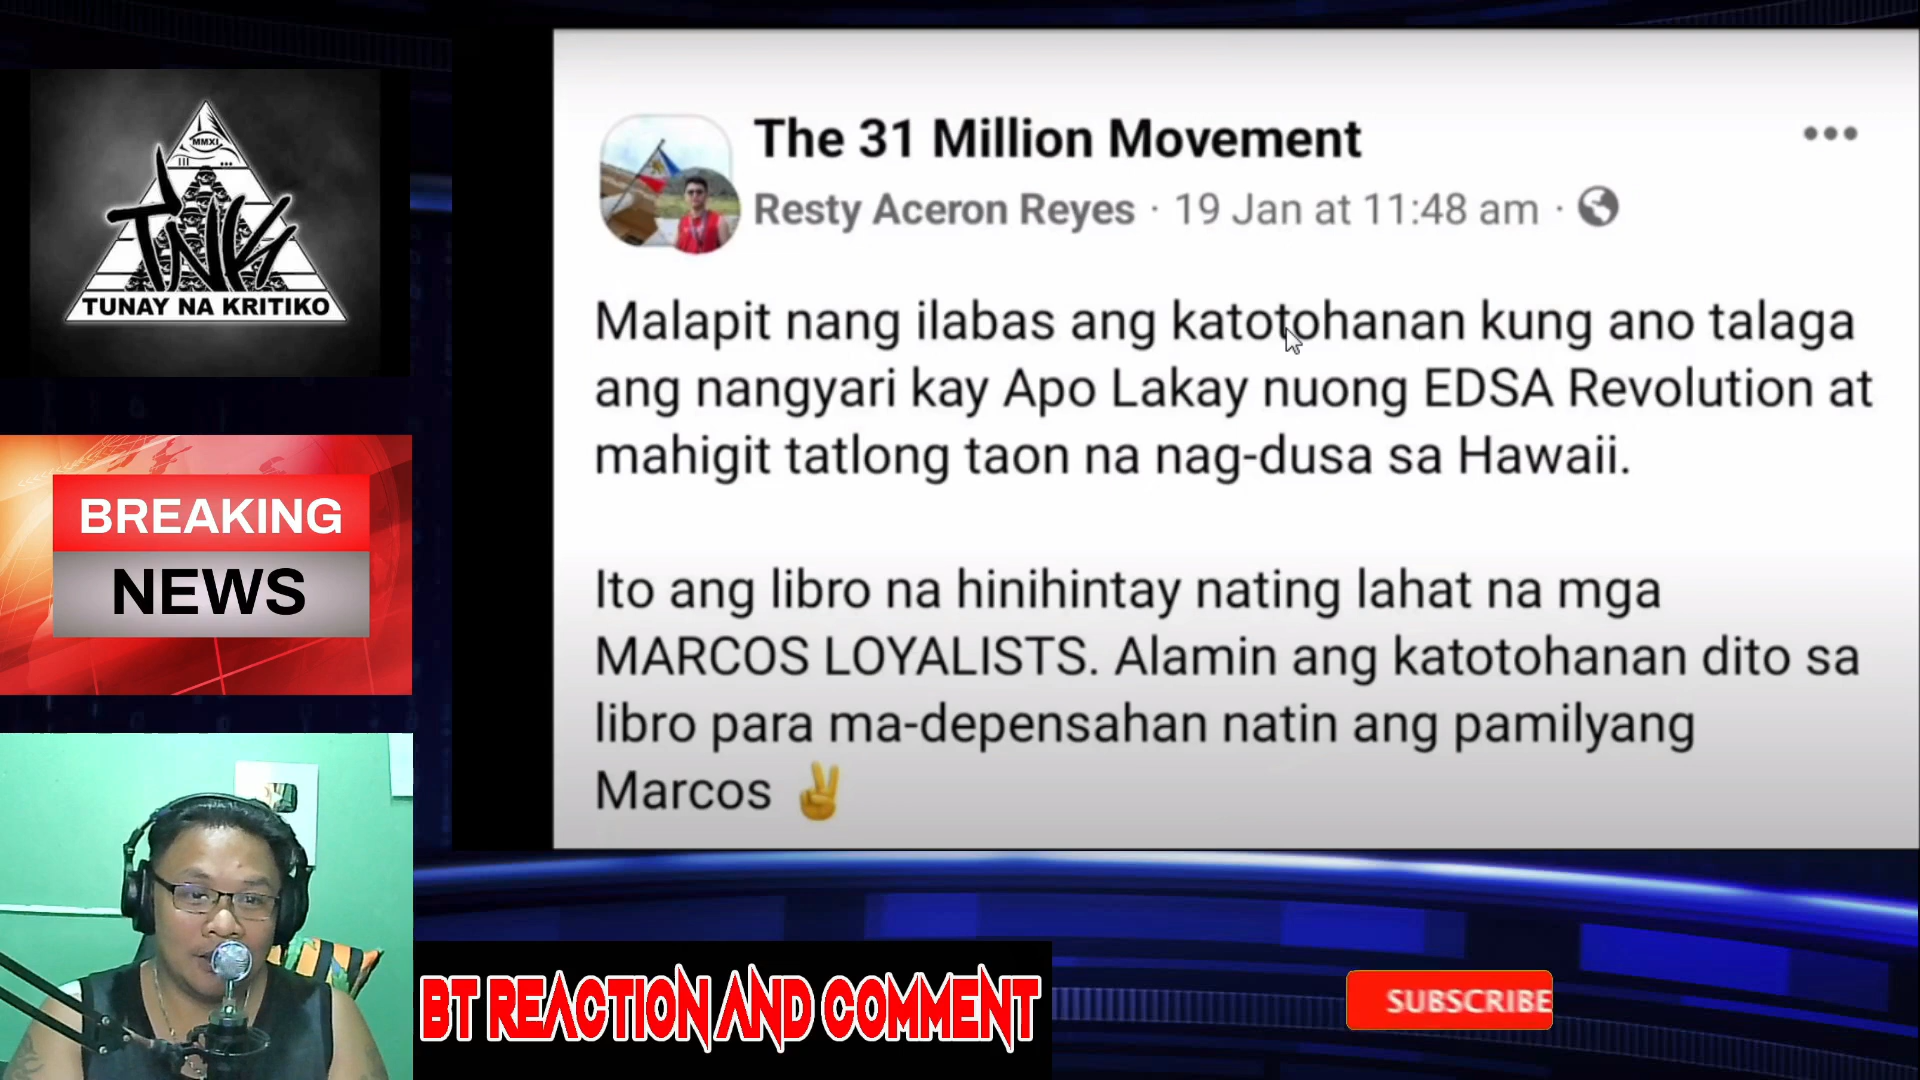 MMXI
TNK
TUNAY NA KRITIKO
BREAKING
NEWS
The 31 Million Movement
Resty Aceron Reyes · 19 Jan at 11:48 am ·
Malapit nang ilabas ang katotohanan kung ano talaga
ang nangyari kay Apo Lakay nuong EDSA Revolution at
mahigit tatlong taon na nag-dusa sa Hawaii.
Ito ang libro na hinihintay nating lahat na mga
MARCOS LOYALISTS. Alamin ang katotohanan dito sa
libro para ma-depensahan natin ang pamilyang
Marcos ✌
BT REACTION AND COMMENT
SUBSCRIBE